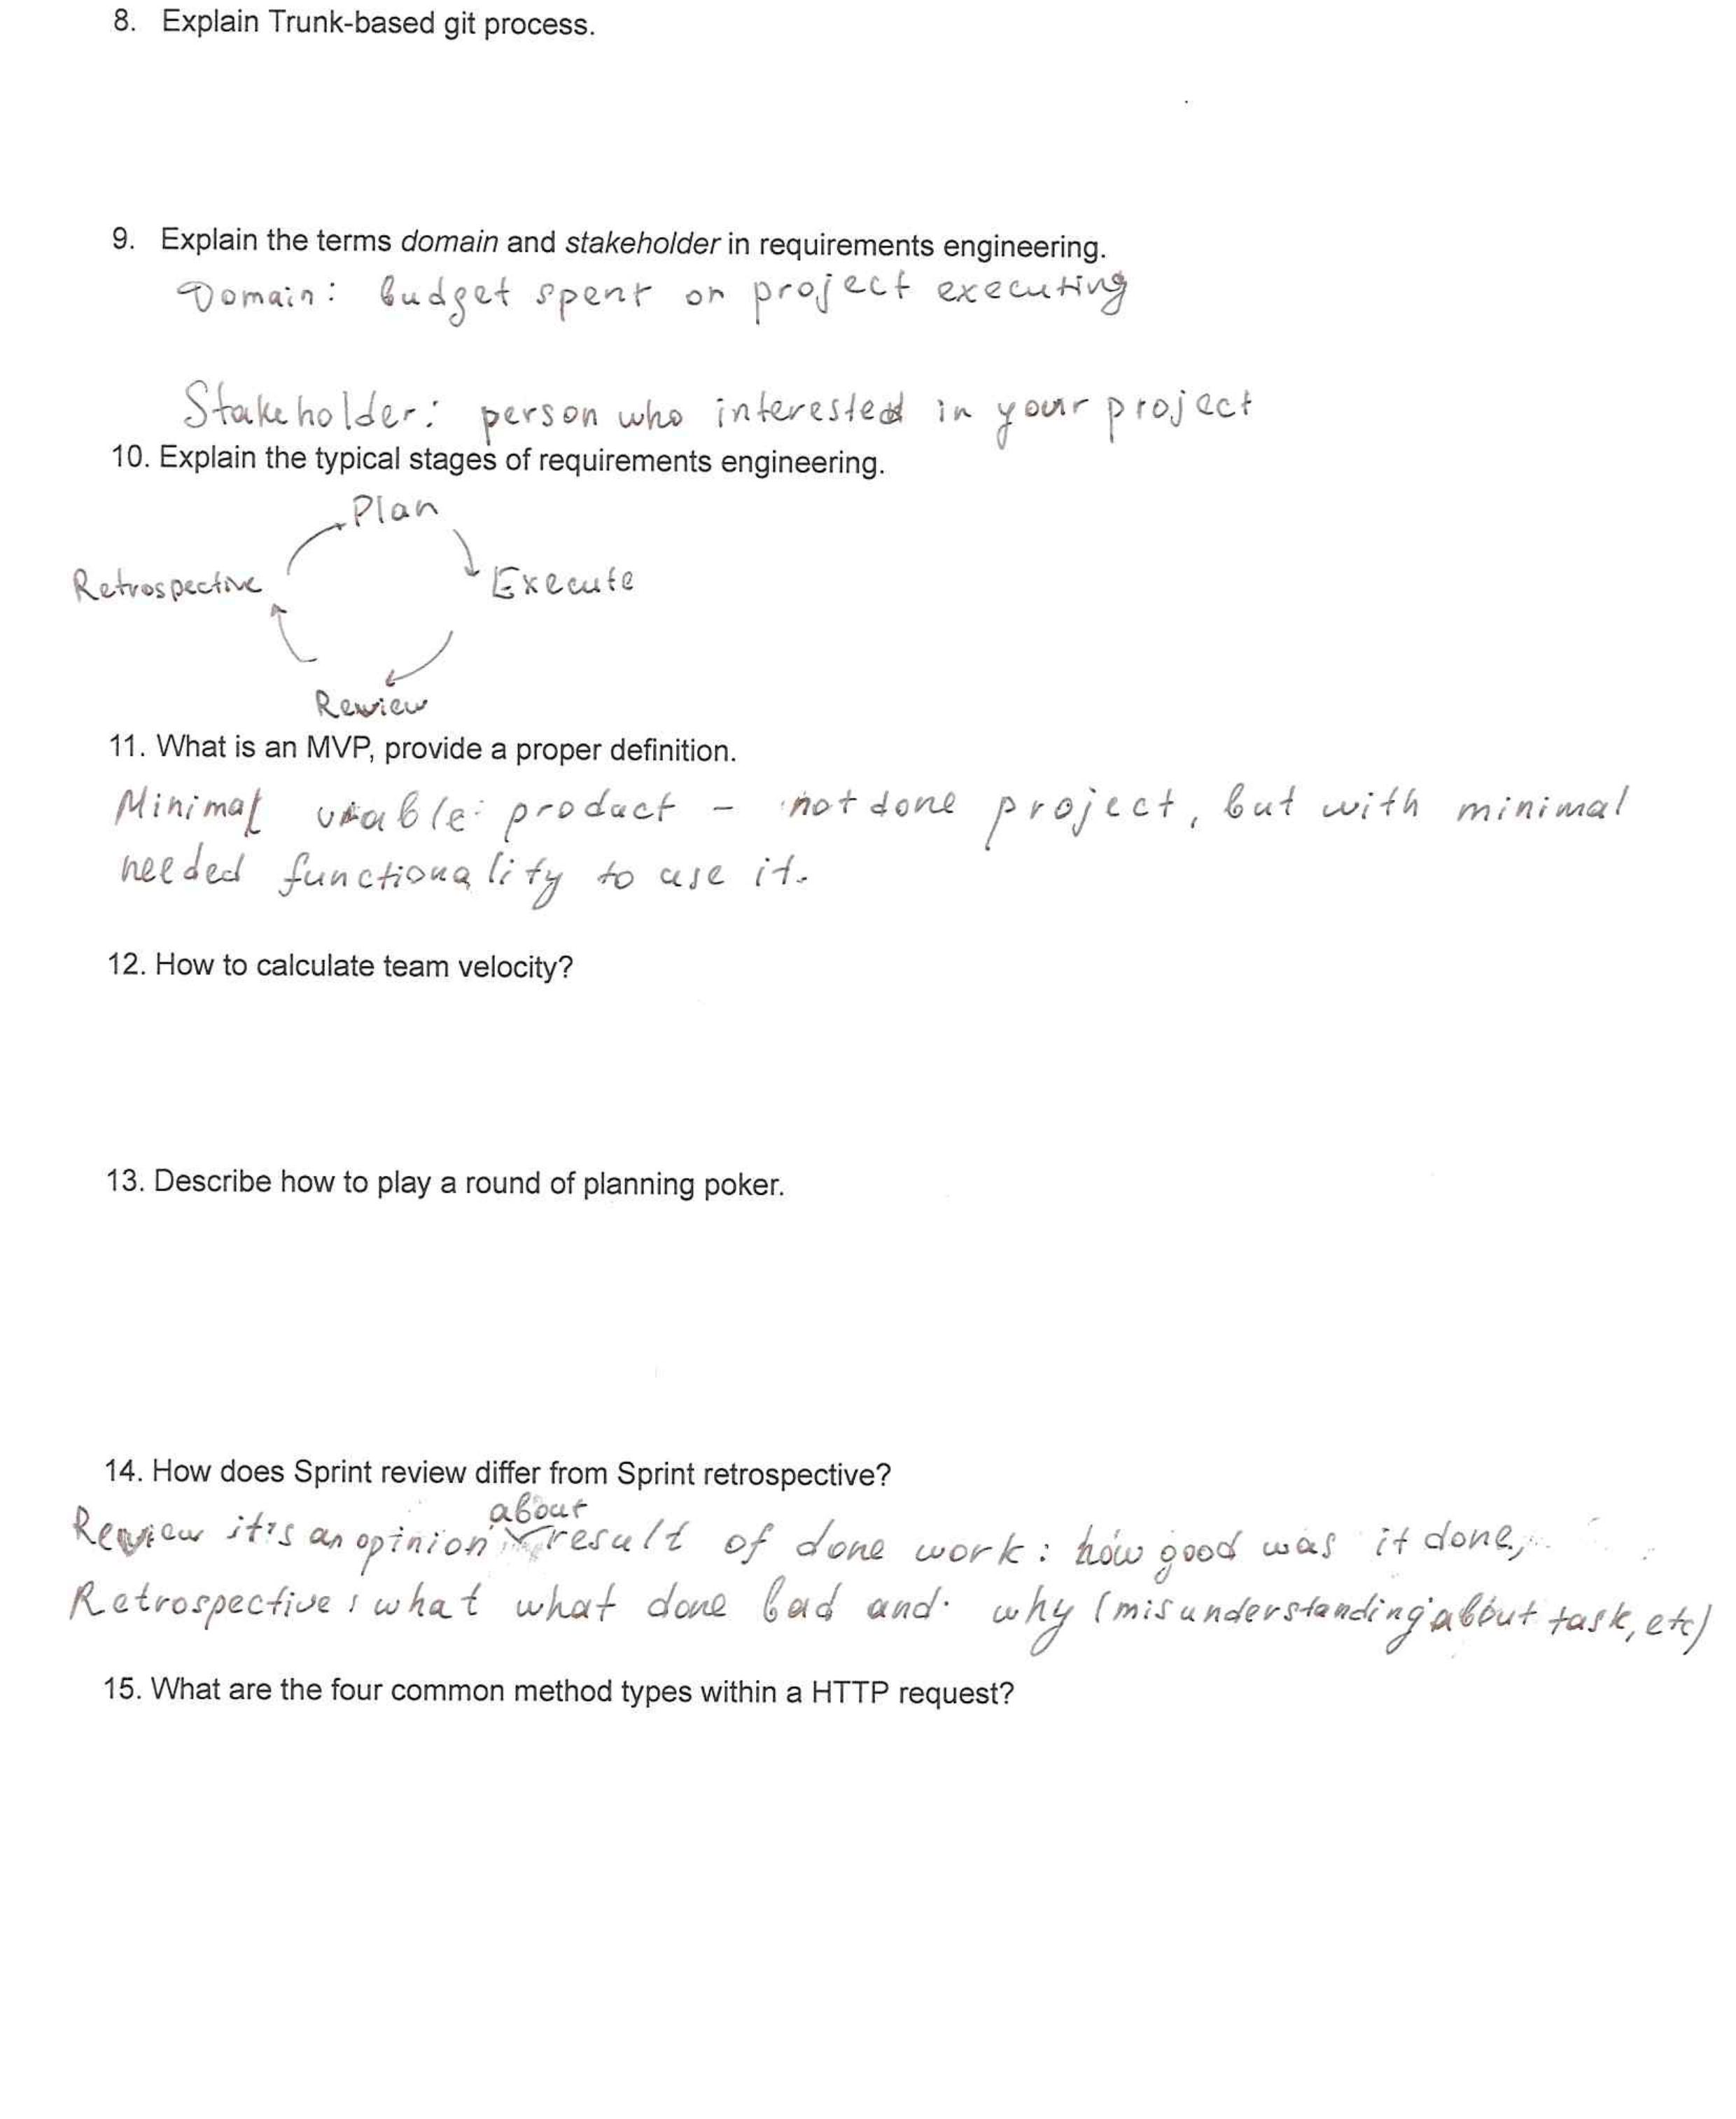 8. Explain Trunk-based git process.
9. Explain the terms domain and stakeholder in requirements engineering.
Domain: budget spent on project executing
Stakeholder: person who interested in your project
10. Explain the typical stages of requirements engineering.
Plan
Retrospective
Execute
Review
11. What is an MVP, provide a proper definition.
Minimal product - not done project, but with minimal
needed functionality to use it.
12. How to calculate team velocity?
13. Describe how to play a round of planning poker.
14. How does Sprint review differ from Sprint retrospective?
Review it's an opinion about result of done work: how good was it done,
Retrospective: what what done bad and why (misunderstanding about task, etc)
15. What are the four common method types within a HTTP request?